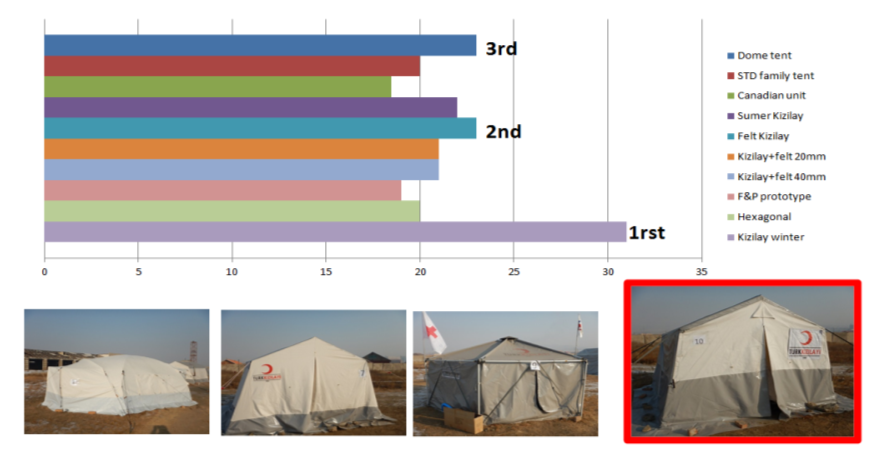 3rd
2nd
1rst
Dome tent
STD family tent
Canadian unit
Sumer Kizilay
Felt Kizilay
Kizilay+felt 20mm
Kizilay+felt 40mm
F&P prototype
Hexagonal
Kizilay winter
0 5 10 15 20 25 30 35
10